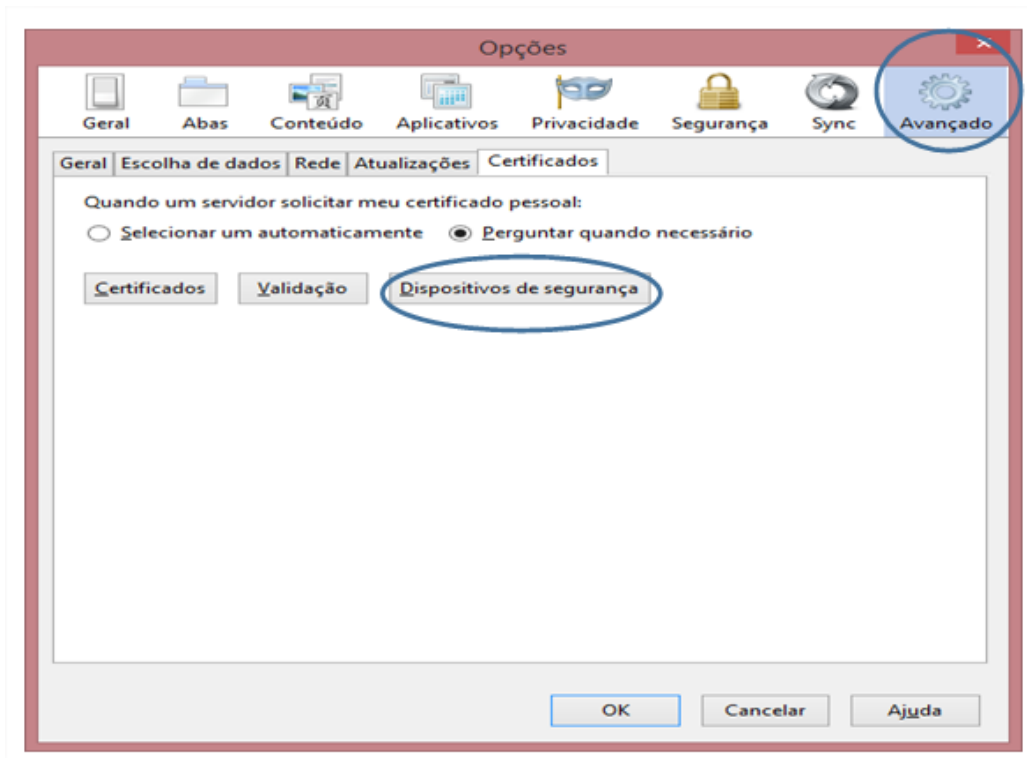 Opções
Geral Abas Conteúdo Aplicativos Privacidade Segurança Sync Avançado
Geral Escolha de dados Rede Atualizações Certificados
Quando um servidor solicitar meu certificado pessoal:
Selecionar um automaticamente Perguntar quando necessário
Certificados Validação Dispositivos de segurança
OK Cancelar Ajuda